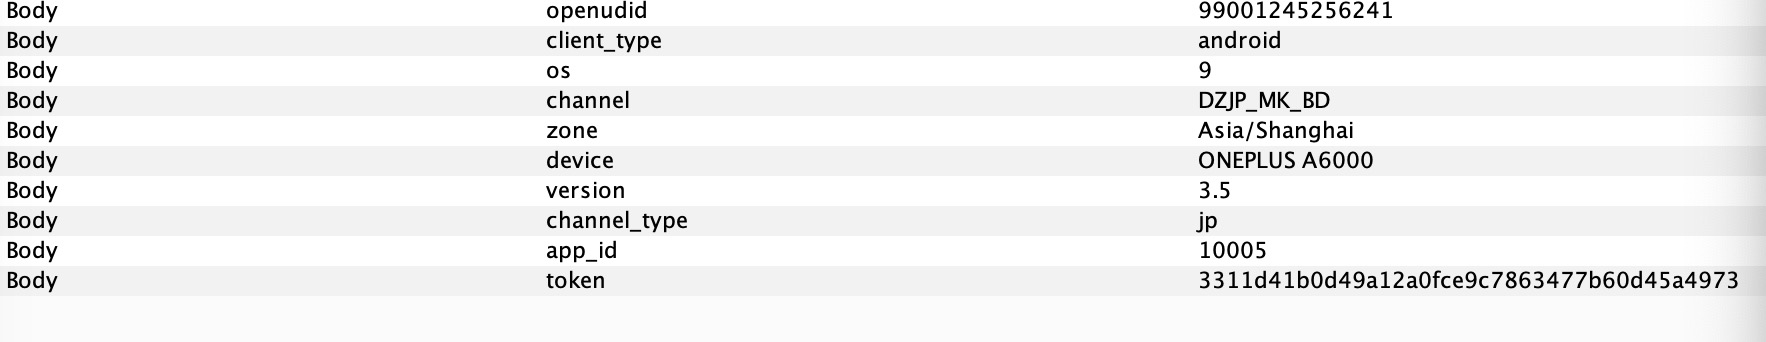 Body openudid 99001245256241
Body client_type android
Body os 9
Body channel DZJP_MK_BD
Body zone Asia/Shanghai
Body device ONEPLUS A6000
Body version 3.5
Body channel_type jp
Body app_id 10005
Body token 3311d41b0d49a12a0fce9c7863477b60d45a4973